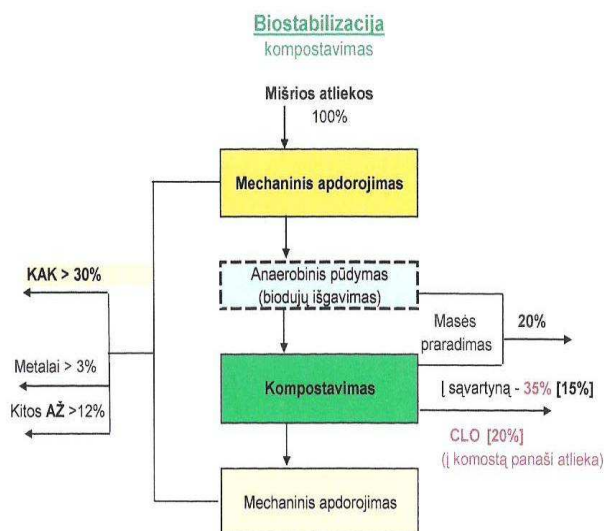 Biostabilizacija
kompostavimas
Mišrios atliekos
100%
Mechaninis apdorojimas
Anaerobinis pūdymas
(biodujų išgavimas)
KAK > 30%
Masės
praradimas
20%
Metalai > 3%
Kitos AŽ >12%
Kompostavimas
Į sąvartyną - 35% [15%]
CLO [20%]
(į komostą panaši atlieka)
Mechaninis apdorojimas